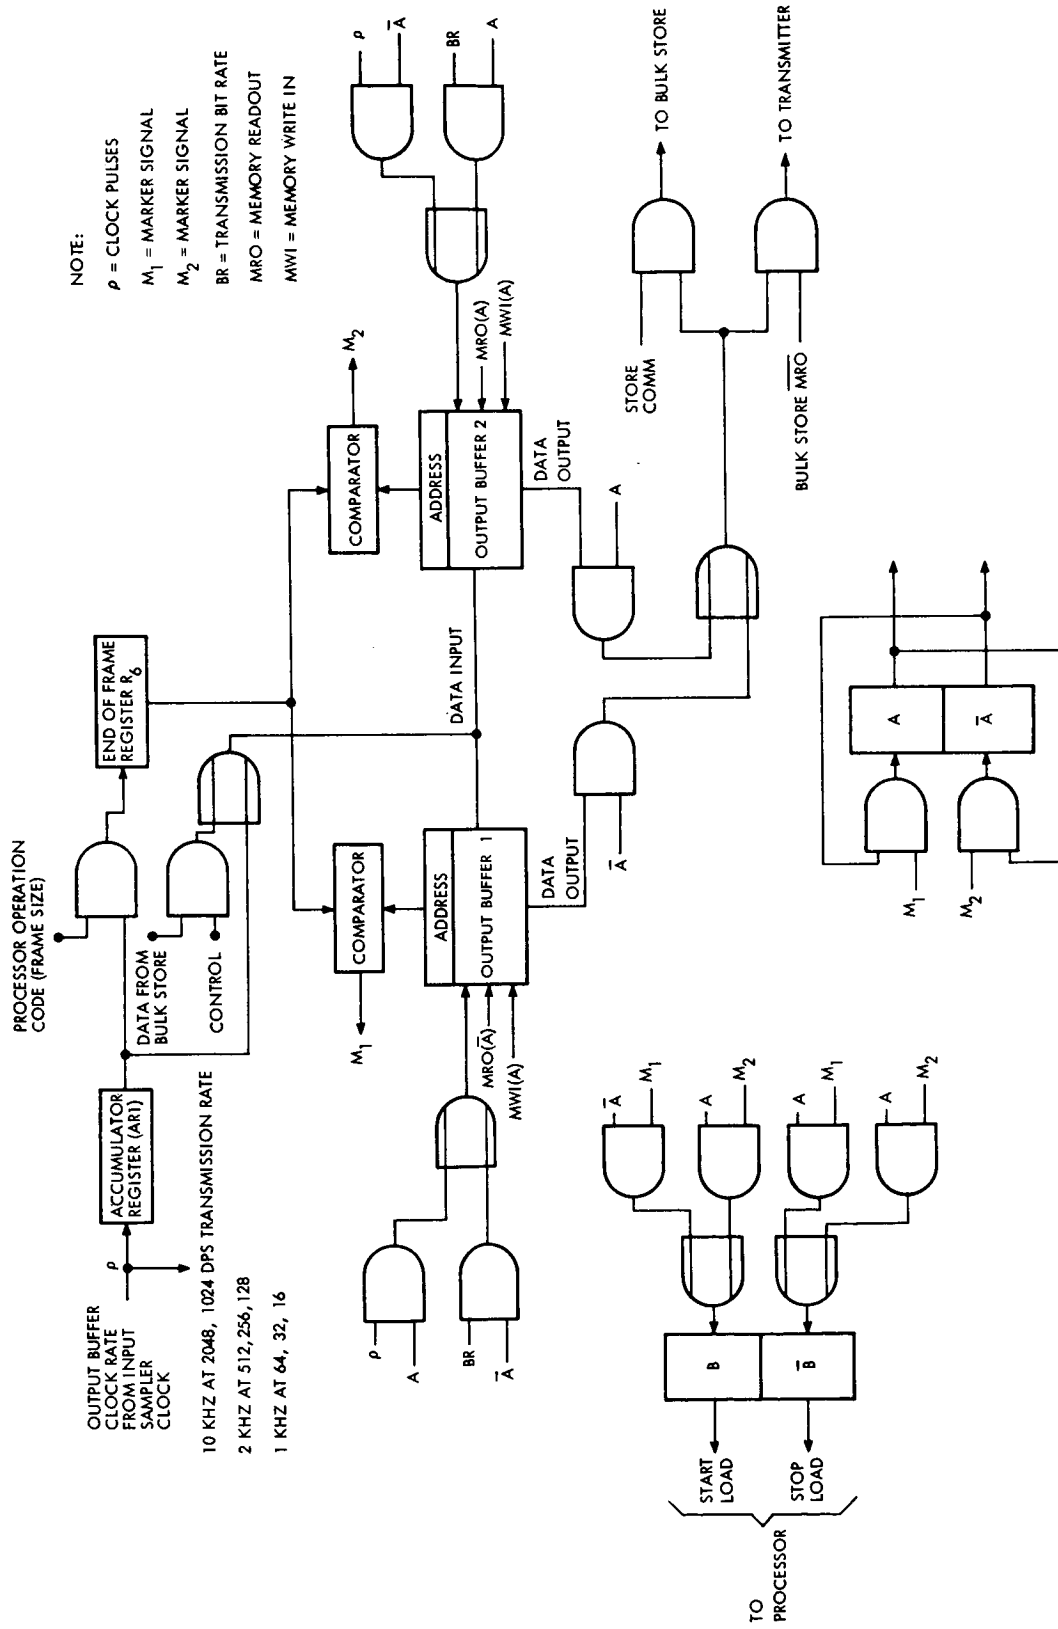 NOTE:
ρ = CLOCK PULSES
M₁ = MARKER SIGNAL
M₂ = MARKER SIGNAL
BR = TRANSMISSION BIT RATE
MRO = MEMORY READOUT
MWI = MEMORY WRITE IN
PROCESSOR OPERATION
CODE (FRAME SIZE)
END OF FRAME
REGISTER R₆
DATA FROM
BULK STORE
CONTROL
OUTPUT BUFFER
CLOCK RATE
FROM INPUT
SAMPLER
CLOCK
ρ
ACCUMULATOR
REGISTER (ARI)
10 KHZ AT 2048, 1024 DPS TRANSMISSION RATE
2 KHZ AT 512, 256, 128
1 KHZ AT 64, 32, 16
M₁
COMPARATOR
COMPARATOR
M₂
DATA INPUT
ρ
A
BR
A̅
MRO(A̅)
MWI(A)
ADDRESS
OUTPUT BUFFER 1
DATA
OUTPUT
A̅
ADDRESS
OUTPUT BUFFER 2
DATA
OUTPUT
A
MRO(A)
MWI(A)
ρ
A̅
BR
A
STORE
COMM
TO BULK STORE
BULK STORE M̅R̅O̅
TO TRANSMITTER
TO
PROCESSOR
START
LOAD
STOP
LOAD
B
B̅
A̅
M₁
A
M₂
A
M₁
A
M₂
M₁
M₂
A
A̅